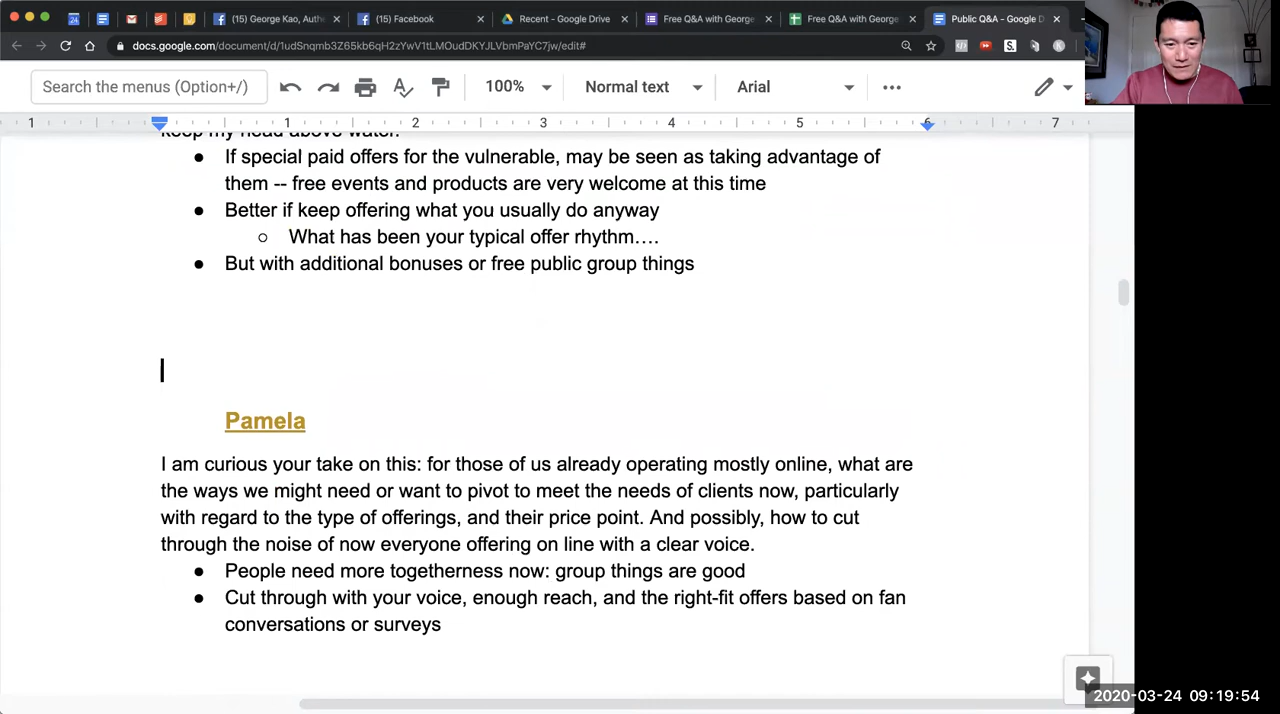 (15) George Kao, Auth
(15) Facebook
Recent - Google Drive
Free Q&A with George
Free Q&A with George
Public Q&A - Google D
docs.google.com/document/d/1udSnqmb3Z65kb6qH2zYwV1tLMOudDKYJLVbmPaYC7jw/edit#
Search the menus (Option+/)
100%
Normal text
Arial
1 1 2 3 4 5 6 7
keep my head above water.
● If special paid offers for the vulnerable, may be seen as taking advantage of
them -- free events and products are very welcome at this time
● Better if keep offering what you usually do anyway
○ What has been your typical offer rhythm….
● But with additional bonuses or free public group things
Pamela
I am curious your take on this: for those of us already operating mostly online, what are
the ways we might need or want to pivot to meet the needs of clients now, particularly
with regard to the type of offerings, and their price point. And possibly, how to cut
through the noise of now everyone offering on line with a clear voice.
● People need more togetherness now: group things are good
● Cut through with your voice, enough reach, and the right-fit offers based on fan
conversations or surveys
2020-03-24 09:19:54